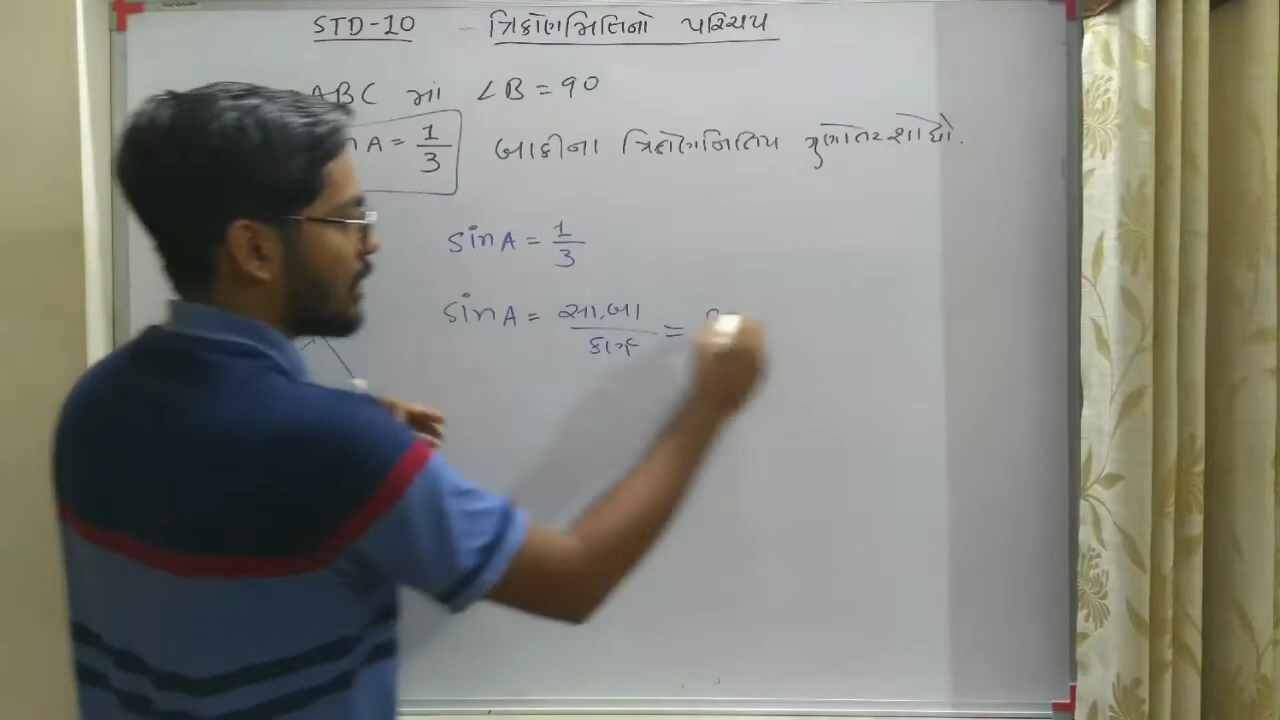 STD-10 - ત્રિકોણમિતિનો પરિચય
ABC માં ∠B = 90
A = 1/3 બાકીના ત્રિકોણમિતિય ગુણોત્તર શોધો.
sin A = 1/3
sin A = સા.બા / કર્ણ =